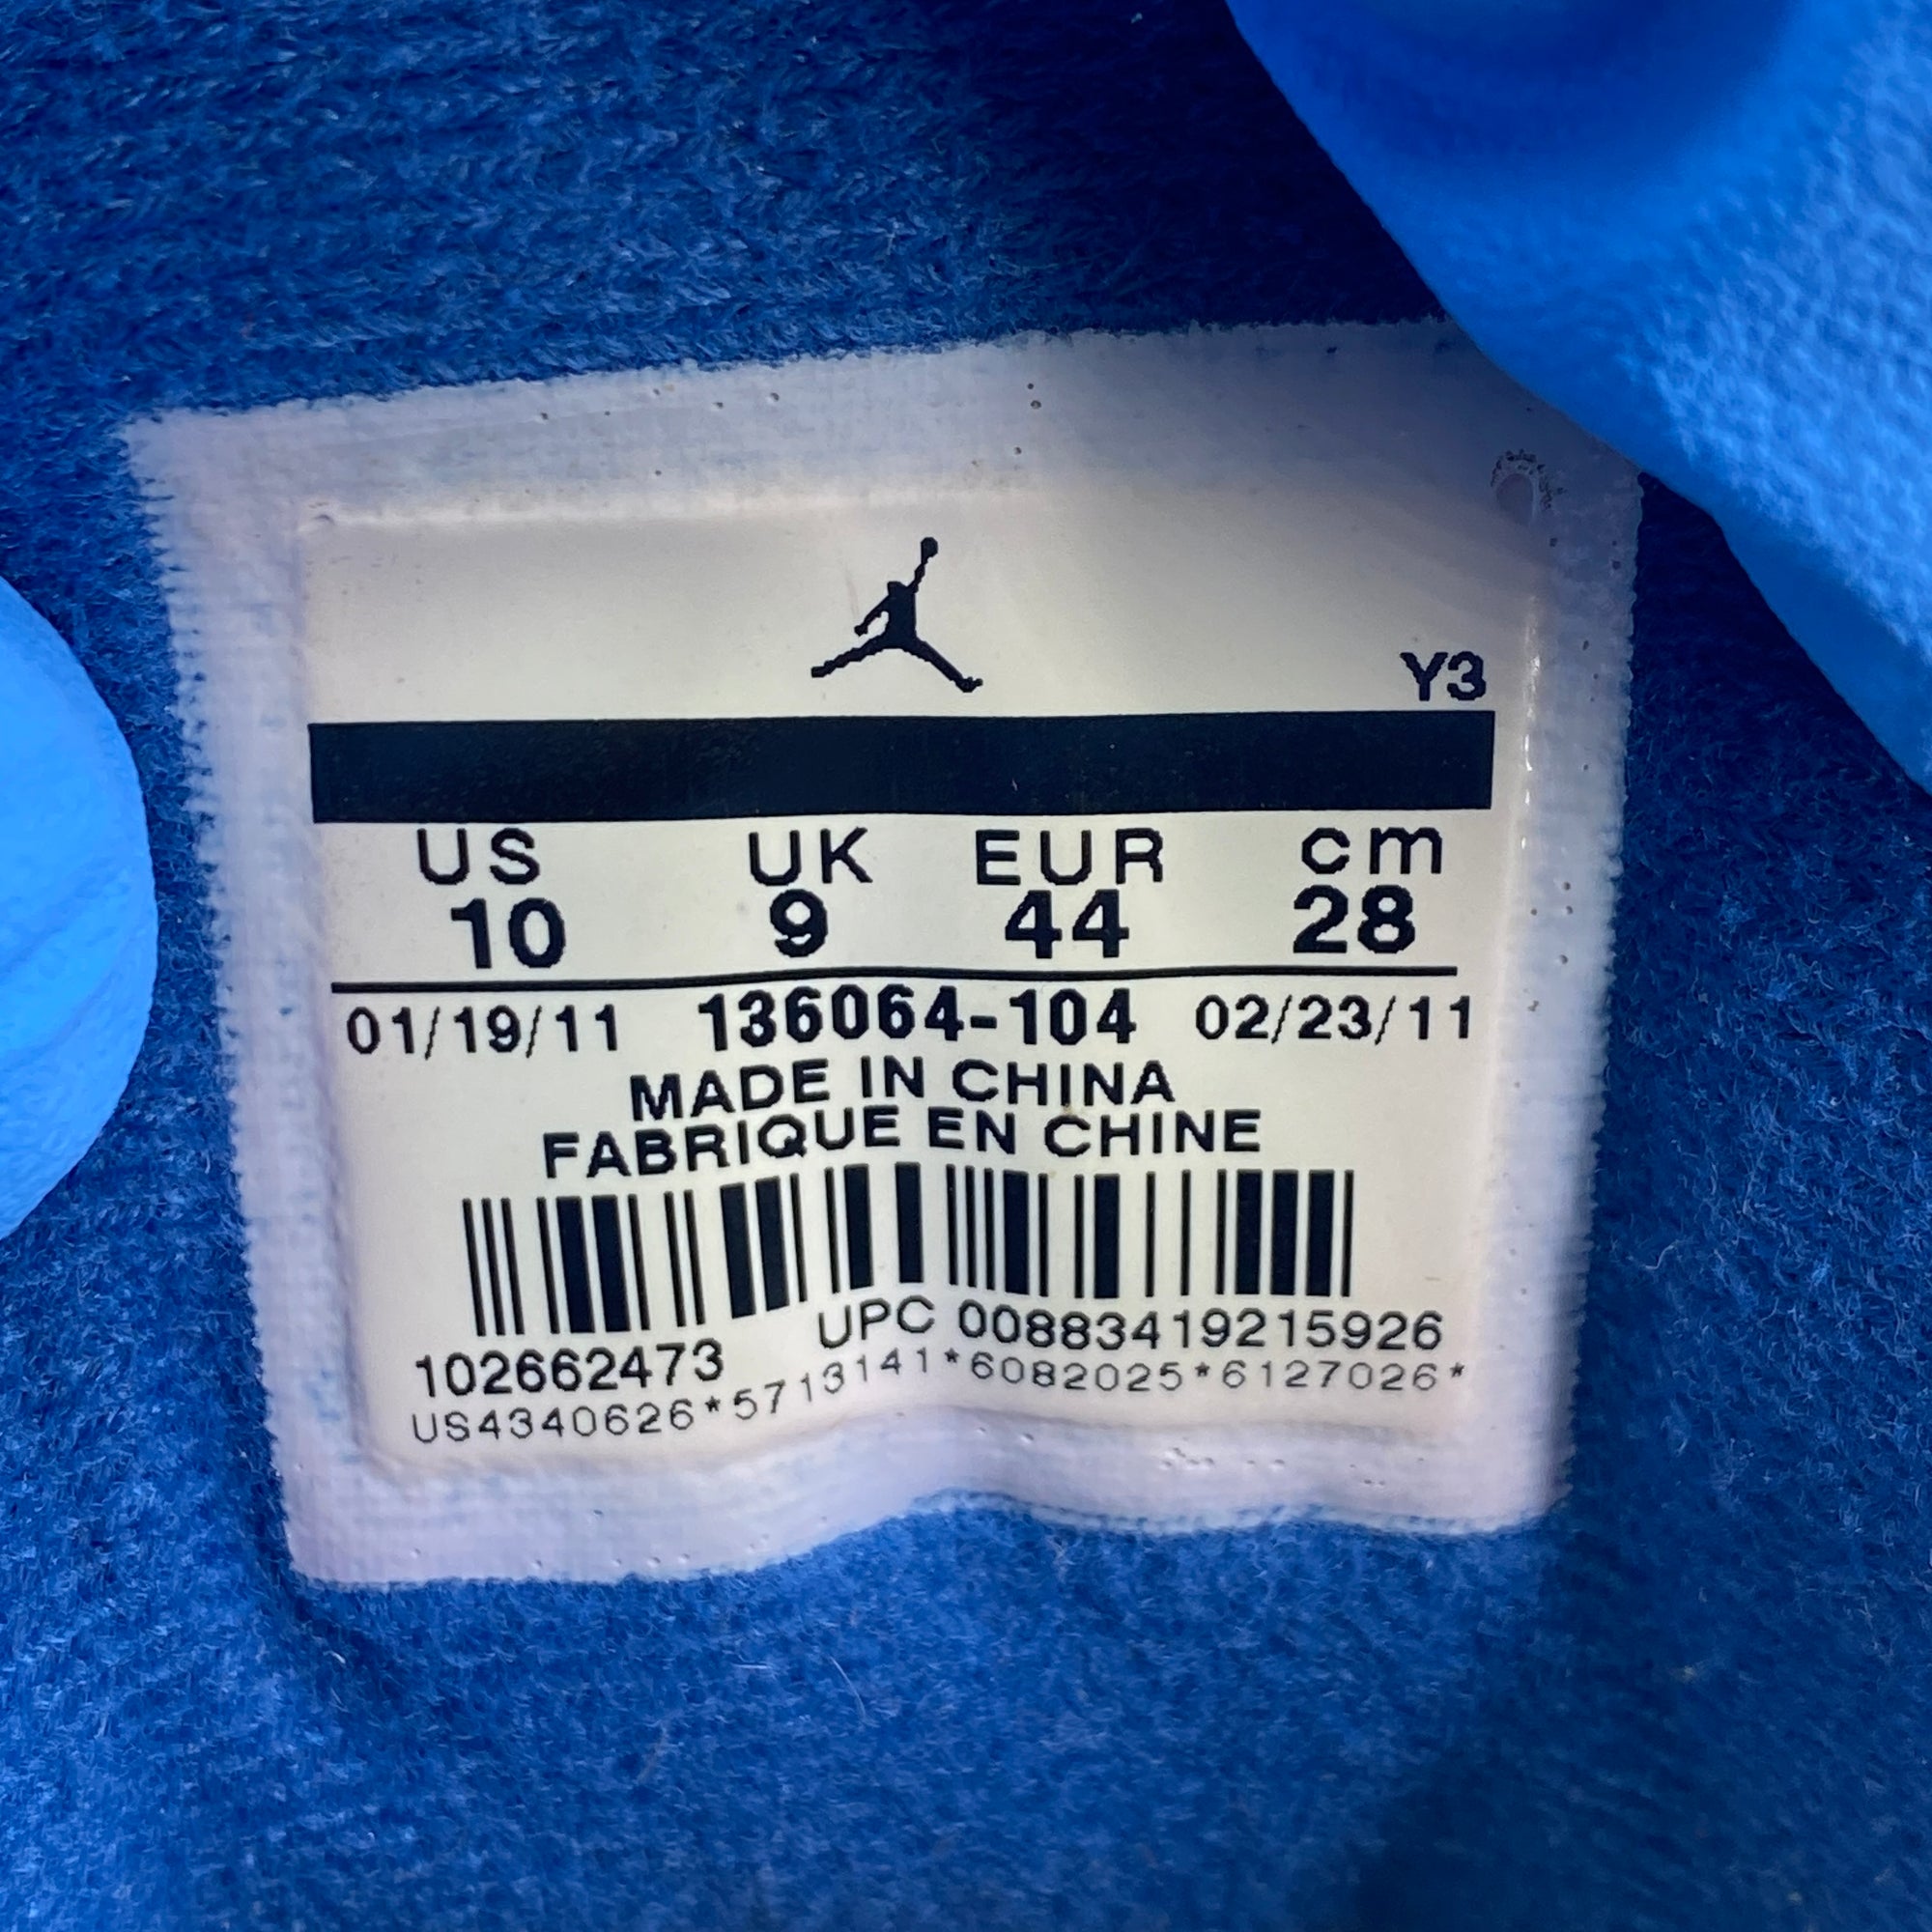 Y3
US UK EUR cm
10 9 44 28
01/19/11 136064-104 02/23/11
MADE IN CHINA
FABRIQUE EN CHINE
UPC 00883419215926
102662473
US4340626*5713141*6082025*6127026*